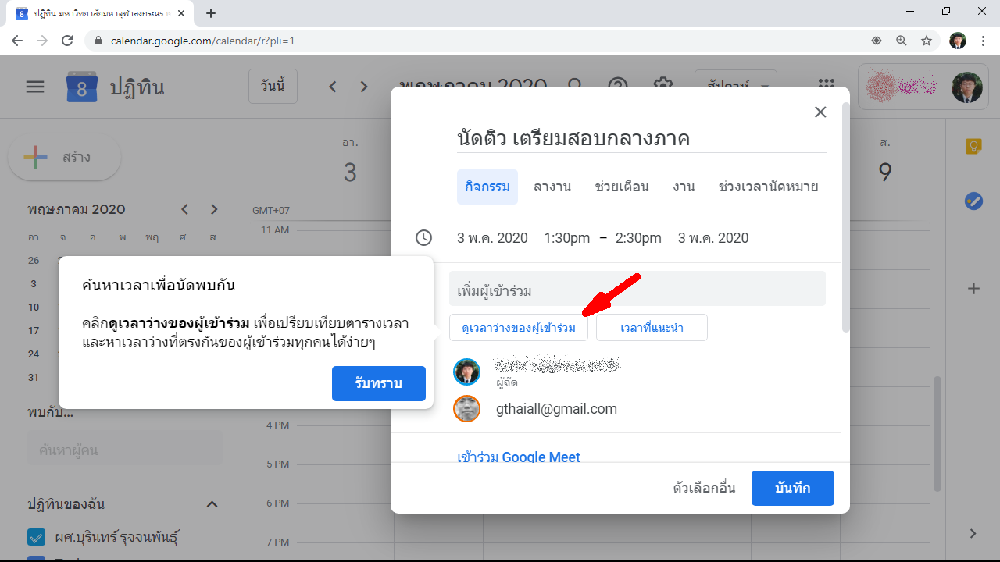 ปฏิทิน มหาวิทยาลัยมหาจุฬาลงกรณรา
calendar.google.com/calendar/r?pli=1
8
ปฏิทิน
วันนี้
พฤษภาคม 2020
สัปดาห์
สร้าง
อา.
3
ส.
9
พฤษภาคม 2020
อา จ อ พ พฤ ศ ส
26
3
10
17
24
31
GMT+07
11 AM
4 PM
5 PM
6 PM
7 PM
ค้นหาเวลาเพื่อนัดพบกัน
คลิกดูเวลาว่างของผู้เข้าร่วม เพื่อเปรียบเทียบตารางเวลา
และหาเวลาว่างที่ตรงกันของผู้เข้าร่วมทุกคนได้ง่ายๆ
รับทราบ
พบกับ...
ค้นหาผู้คน
ปฏิทินของฉัน
ผศ.บุรินทร์ รุจจนพันธุ์
นัดติว เตรียมสอบกลางภาค
กิจกรรม ลางาน ช่วยเตือน งาน ช่วงเวลานัดหมาย
3 พ.ค. 2020 1:30pm – 2:30pm 3 พ.ค. 2020
เพิ่มผู้เข้าร่วม
ดูเวลาว่างของผู้เข้าร่วม เวลาที่แนะนำ
ผู้จัด
gthaiall@gmail.com
เข้าร่วม Google Meet
ตัวเลือกอื่น บันทึก